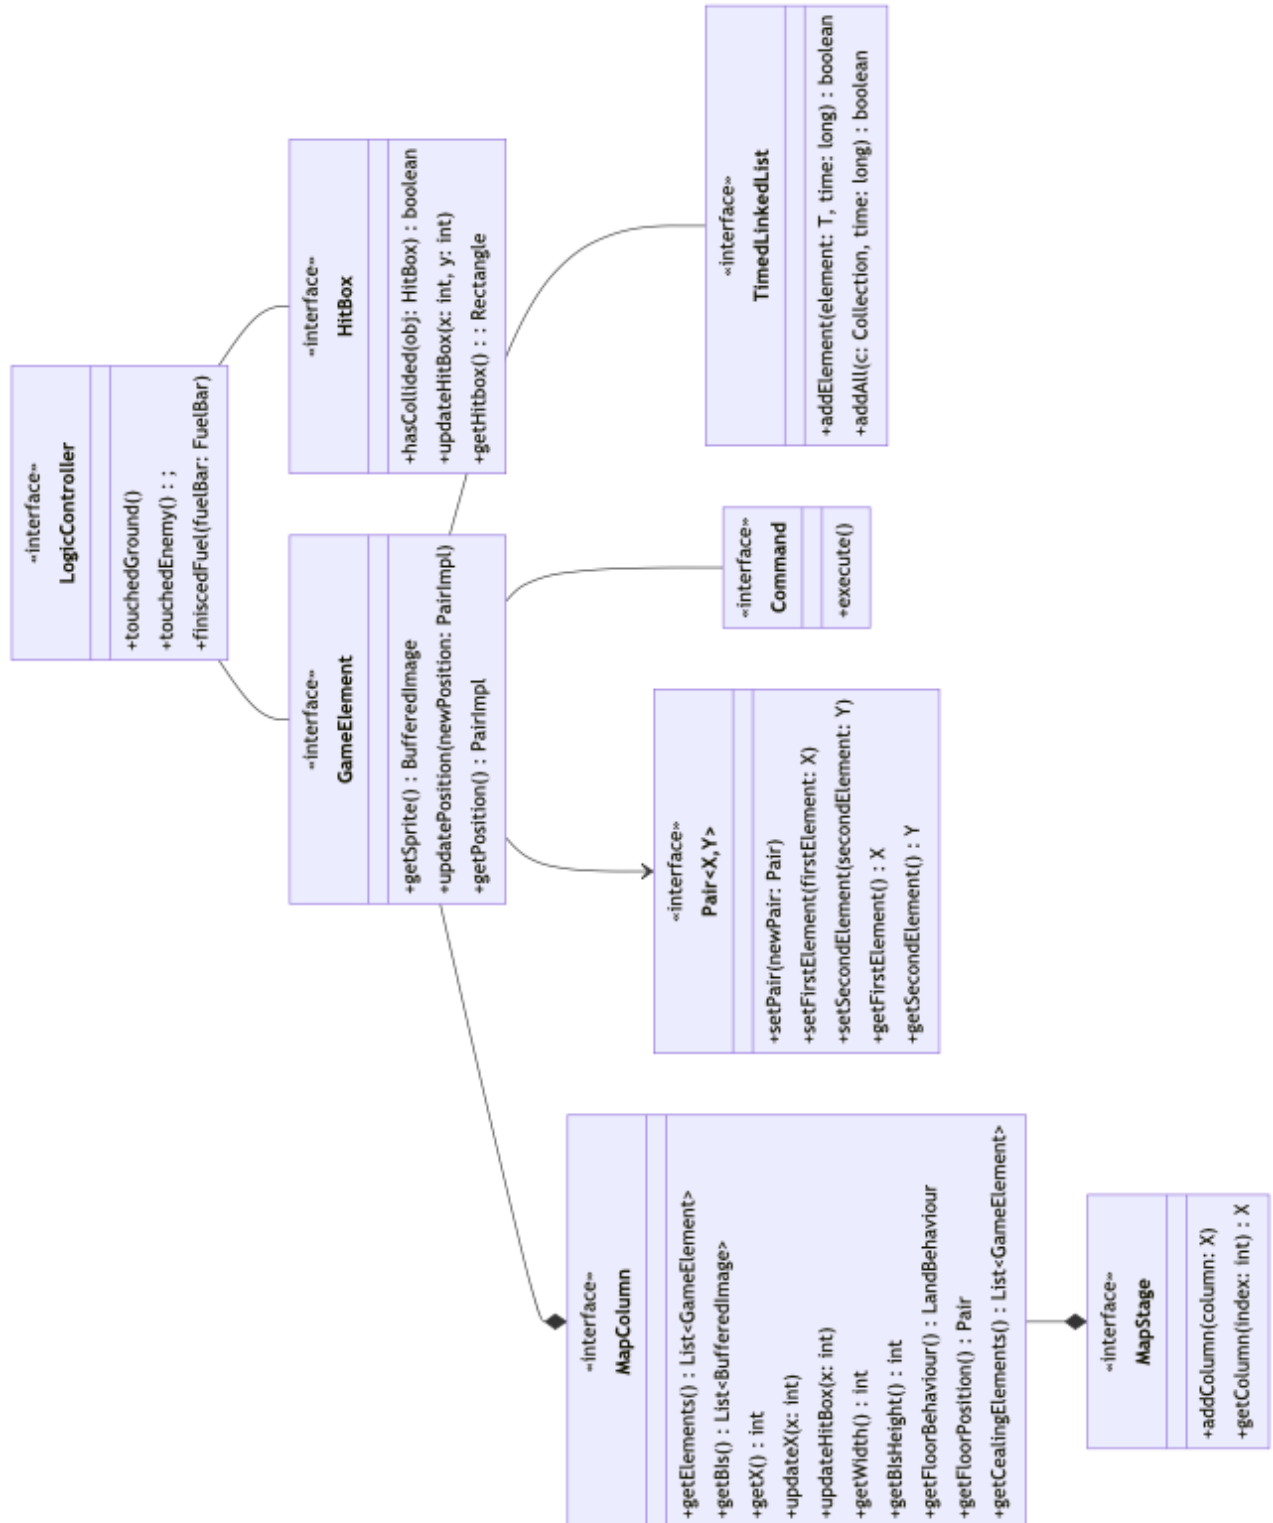 «interface»
LogicController
+touchedGround()
+touchedEnemy() : ;
+finiscedFuel(fuelBar: FuelBar)
«interface»
GameElement
+getSprite() : BufferedImage
+updatePosition(newPosition: PairImpl)
+getPosition() : PairImpl
«interface»
HitBox
+hasCollided(obj: HitBox) : boolean
+updateHitBox(x: int, y: int)
+getHitbox() : : Rectangle
«interface»
MapColumn
+getElements() : List<GameElement>
+getBIs() : List<BufferedImage>
+getX() : int
+updateX(x: int)
+updateHitBox(x: int)
+getWidth() : int
+getBIsHeight() : int
+getFloorBehaviour() : LandBehaviour
+getFloorPosition() : Pair
+getCealingElements() : List<GameElement>
«interface»
Pair<X,Y>
+setPair(newPair: Pair)
+setFirstElement(firstElement: X)
+setSecondElement(secondElement: Y)
+getFirstElement() : X
+getSecondElement() : Y
«interface»
Command
+execute()
«interface»
TimedLinkedList
+addElement(element: T, time: long) : boolean
+addAll(c: Collection, time: long) : boolean
«interface»
MapStage
+addColumn(column: X)
+getColumn(index: int) : X